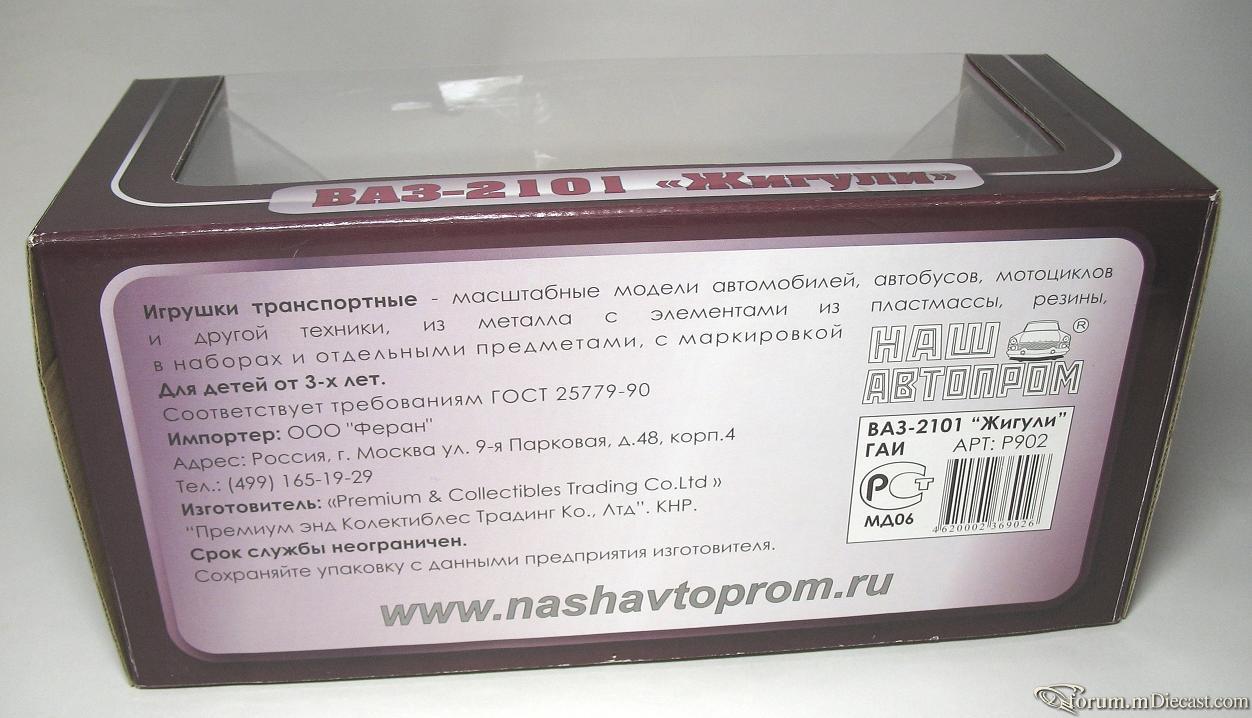 ВАЗ-2101 «Жигули»
Игрушки транспортные - масштабные модели автомобилей, автобусов, мотоциклов
и другой техники, из металла с элементами из пластмассы, резины,
в наборах и отдельными предметами, с маркировкой
НАШ ®
АВТОПРОМ
Для детей от 3-х лет.
Соответствует требованиям ГОСТ 25779-90
Импортер: ООО "Феран"
Адрес: Россия, г. Москва ул. 9-я Парковая, д.48, корп.4
Тел.: (499) 165-19-29
Изготовитель: «Premium & Collectibles Trading Co.Ltd »
"Премиум энд Колектиблес Традинг Ко., Лтд". КНР.
Срок службы неограничен.
Сохраняйте упаковку с данными предприятия изготовителя.
www.nashavtoprom.ru
ВАЗ-2101 "Жигули"
ГАИ АРТ: Р902
РСТ
МД06
4620002369026
forum.mDiecast.com